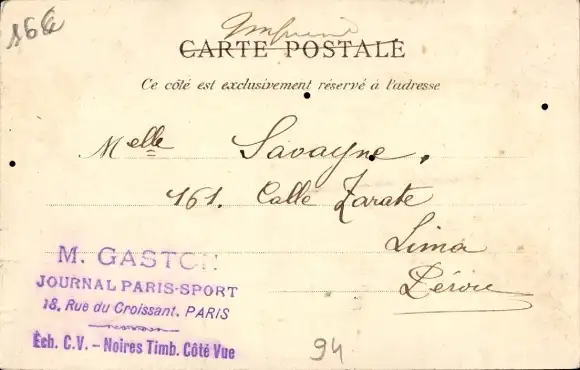 166
Imprimé
CARTE POSTALE
Ce côté est exclusivement réservé à l'adresse
Melle Savayne.
161. Calle Zarate
Lima
Pérou
M. GASTON
JOURNAL PARIS-SPORT
18, Rue du Croissant, PARIS
Éch. C.V. - Noires Timb. Côté Vue
94